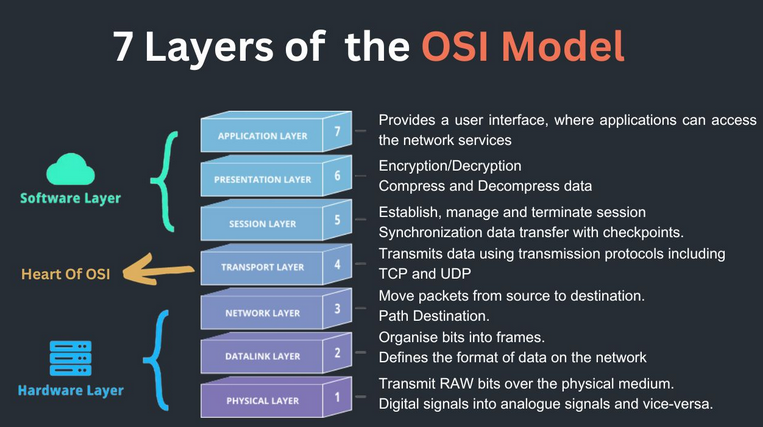 7 Layers of the OSI Model
APPLICATION LAYER 7
Provides a user interface, where applications can access
the network services
PRESENTATION LAYER 6
Encryption/Decryption
Compress and Decompress data
Software Layer
SESSION LAYER 5
Establish, manage and terminate session
Synchronization data transfer with checkpoints.
Heart Of OSI
TRANSPORT LAYER 4
Transmits data using transmission protocols including
TCP and UDP
NETWORK LAYER 3
Move packets from source to destination.
Path Destination.
DATALINK LAYER 2
Organise bits into frames.
Defines the format of data on the network
Hardware Layer
PHYSICAL LAYER 1
Transmit RAW bits over the physical medium.
Digital signals into analogue signals and vice-versa.